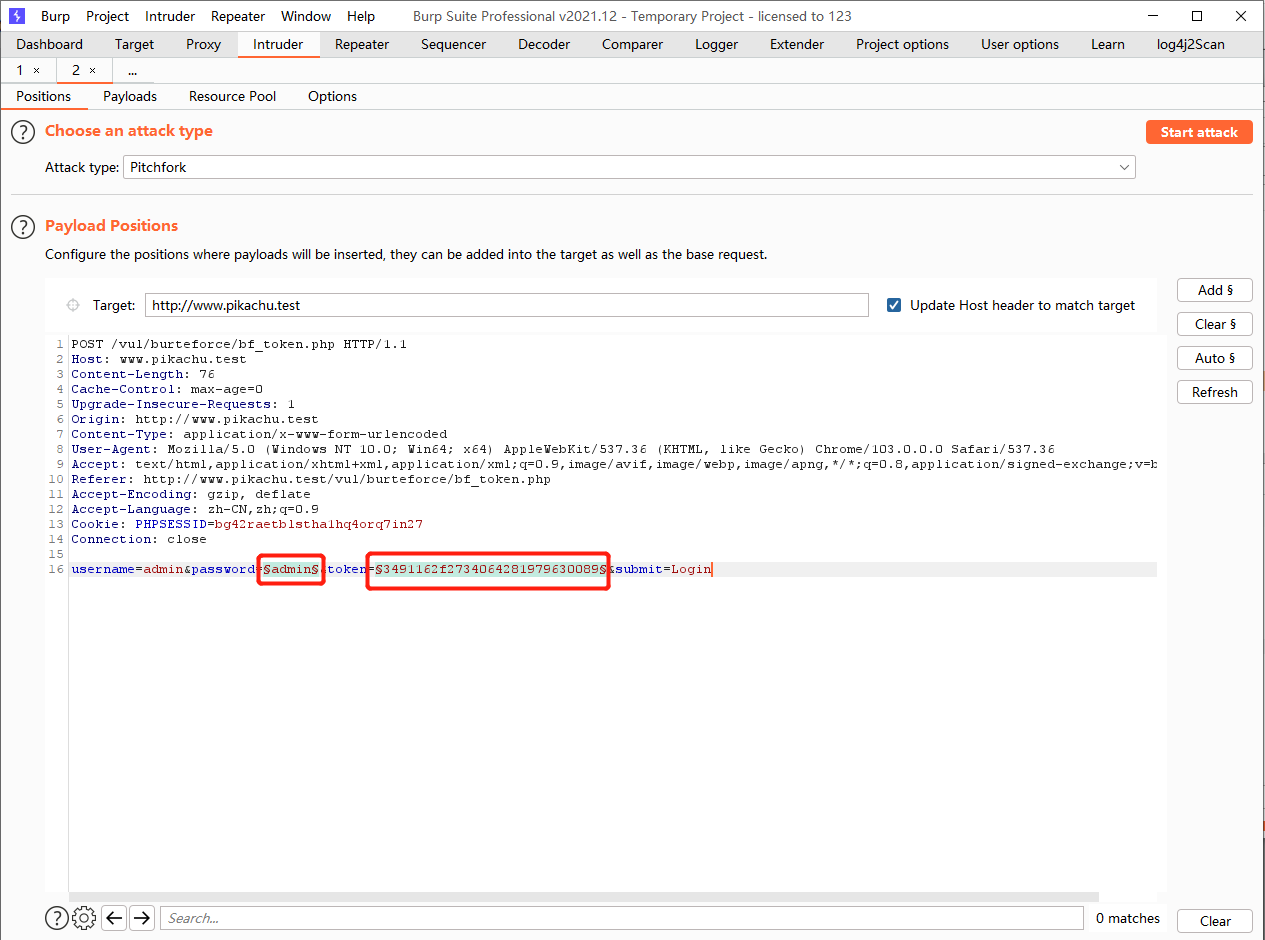 Burp Project Intruder Repeater Window Help Burp Suite Professional v2021.12 - Temporary Project - licensed to 123
Dashboard Target Proxy Intruder Repeater Sequencer Decoder Comparer Logger Extender Project options User options Learn log4j2Scan
1 × 2 × ...
Positions Payloads Resource Pool Options
? Choose an attack type Start attack
Attack type: Pitchfork
? Payload Positions
Configure the positions where payloads will be inserted, they can be added into the target as well as the base request.
Add §
Target: http://www.pikachu.test Update Host header to match target
Clear §
Auto §
Refresh
1 POST /vul/burteforce/bf_token.php HTTP/1.1
2 Host: www.pikachu.test
3 Content-Length: 76
4 Cache-Control: max-age=0
5 Upgrade-Insecure-Requests: 1
6 Origin: http://www.pikachu.test
7 Content-Type: application/x-www-form-urlencoded
8 User-Agent: Mozilla/5.0 (Windows NT 10.0; Win64; x64) AppleWebKit/537.36 (KHTML, like Gecko) Chrome/103.0.0.0 Safari/537.36
9 Accept: text/html,application/xhtml+xml,application/xml;q=0.9,image/avif,image/webp,image/apng,*/*;q=0.8,application/signed-exchange;v=b
10 Referer: http://www.pikachu.test/vul/burteforce/bf_token.php
11 Accept-Encoding: gzip, deflate
12 Accept-Language: zh-CN,zh;q=0.9
13 Cookie: PHPSESSID=bg42raetblstha1hq4orq7in27
14 Connection: close
15
16 username=admin&password=§admin§&token=§3491162f2734064281979630089§&submit=Login
? Search... 0 matches Clear